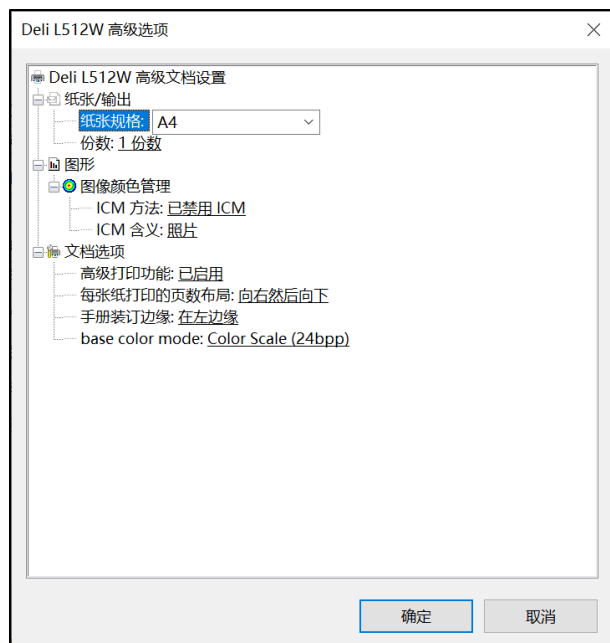 Deli L512W 高级选项
Deli L512W 高级文档设置
纸张/输出
纸张规格: A4
份数: 1 份数
图形
图像颜色管理
ICM 方法: 已禁用 ICM
ICM 含义: 照片
文档选项
高级打印功能: 已启用
每张纸打印的页数布局: 向右然后向下
手册装订边缘: 在左边缘
base color mode: Color Scale (24bpp)
确定 取消